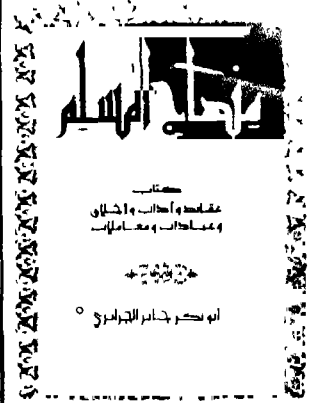 منهاج المسلم
كتاب
عقائد وآداب وأخلاق
وعبادات ومعاملات
أبو بكر جابر الجزائري